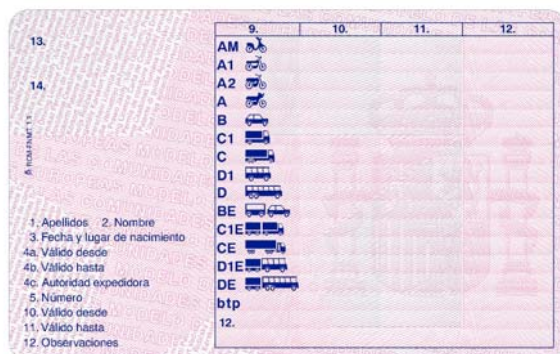 13.
14.
9. 10. 11. 12.
AM
A1
A2
A
B
C1
C
D1
D
BE
C1E
CE
D1E
DE
btp
12.
1. Apellidos 2. Nombre
3. Fecha y lugar de nacimiento
4a. Válido desde
4b. Válido hasta
4c. Autoridad expedidora
5. Número
10. Válido desde
11. Válido hasta
12. Observaciones